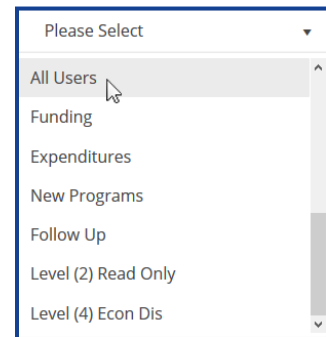 Please Select
All Users
Funding
Expenditures
New Programs
Follow Up
Level (2) Read Only
Level (4) Econ Dis